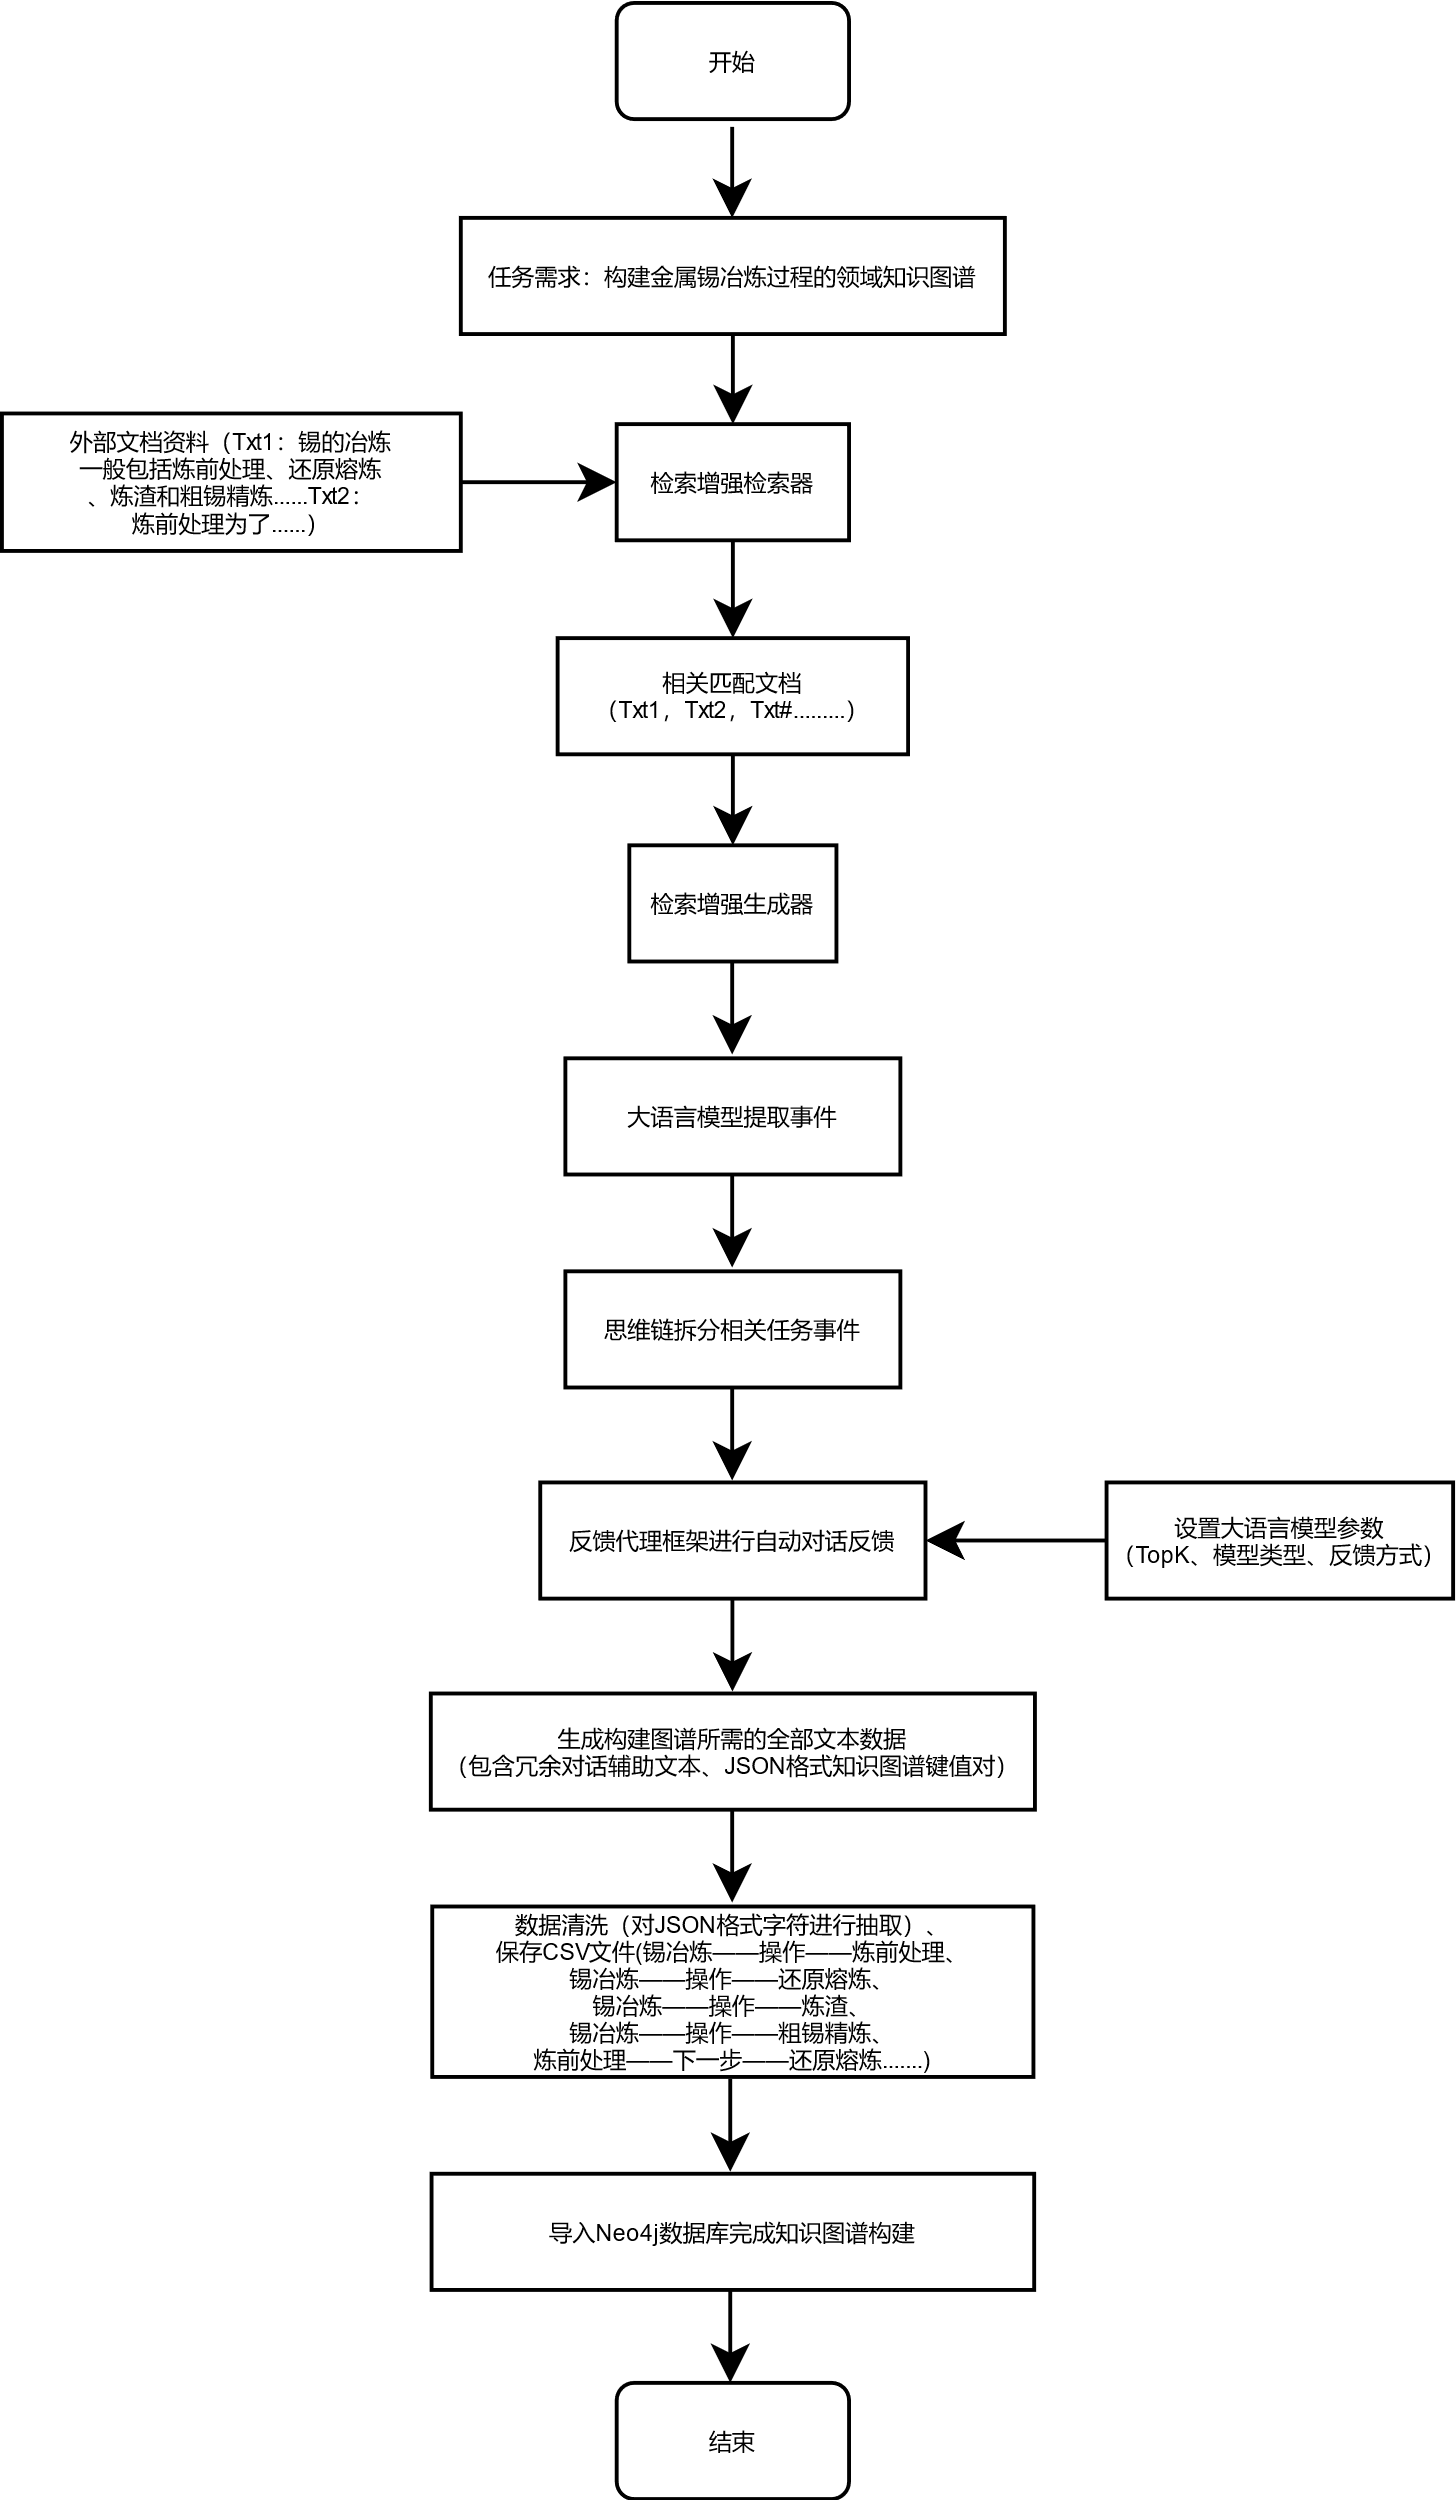 开始
任务需求：构建金属锡冶炼过程的领域知识图谱
外部文档资料（Txt1：锡的冶炼
一般包括炼前处理、还原熔炼
、炼渣和粗锡精炼......Txt2：
炼前处理为了......）
检索增强检索器
相关匹配文档
（Txt1，Txt2，Txt#.........）
检索增强生成器
大语言模型提取事件
思维链拆分相关任务事件
反馈代理框架进行自动对话反馈
设置大语言模型参数
（TopK、模型类型、反馈方式）
生成构建图谱所需的全部文本数据
（包含冗余对话辅助文本、JSON格式知识图谱键值对）
数据清洗（对JSON格式字符进行抽取）、
保存CSV文件(锡冶炼——操作——炼前处理、
锡冶炼——操作——还原熔炼、
锡冶炼——操作——炼渣、
锡冶炼——操作——粗锡精炼、
炼前处理——下一步——还原熔炼.......)
导入Neo4j数据库完成知识图谱构建
结束